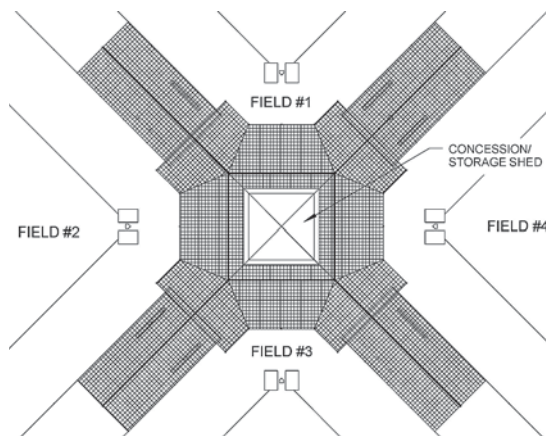 FIELD #1
CONCESSION/
STORAGE SHED
FIELD #2
FIELD #4
FIELD #3